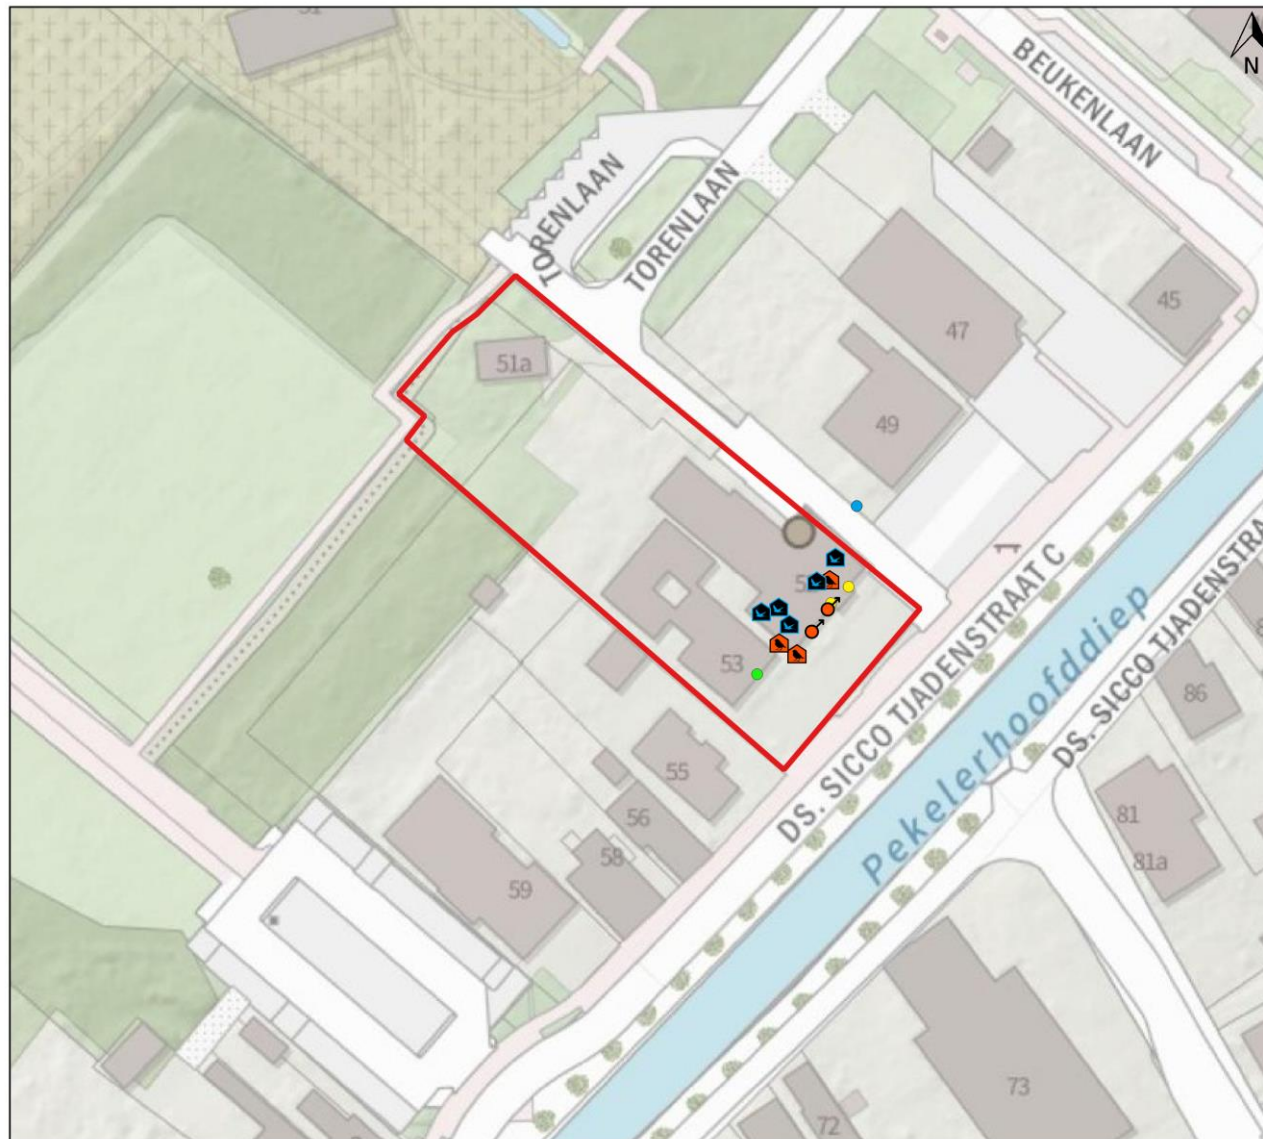 N
BEUKENLAAN
TORENLAAN
TORENLAAN
45
47
51a
49
53
DS. SICCO TJADENSTRAAT C
Pekelerhoofddiep
DS. SICCO TJADENSTRA
86
55
56
58
59
81
81a
73
72